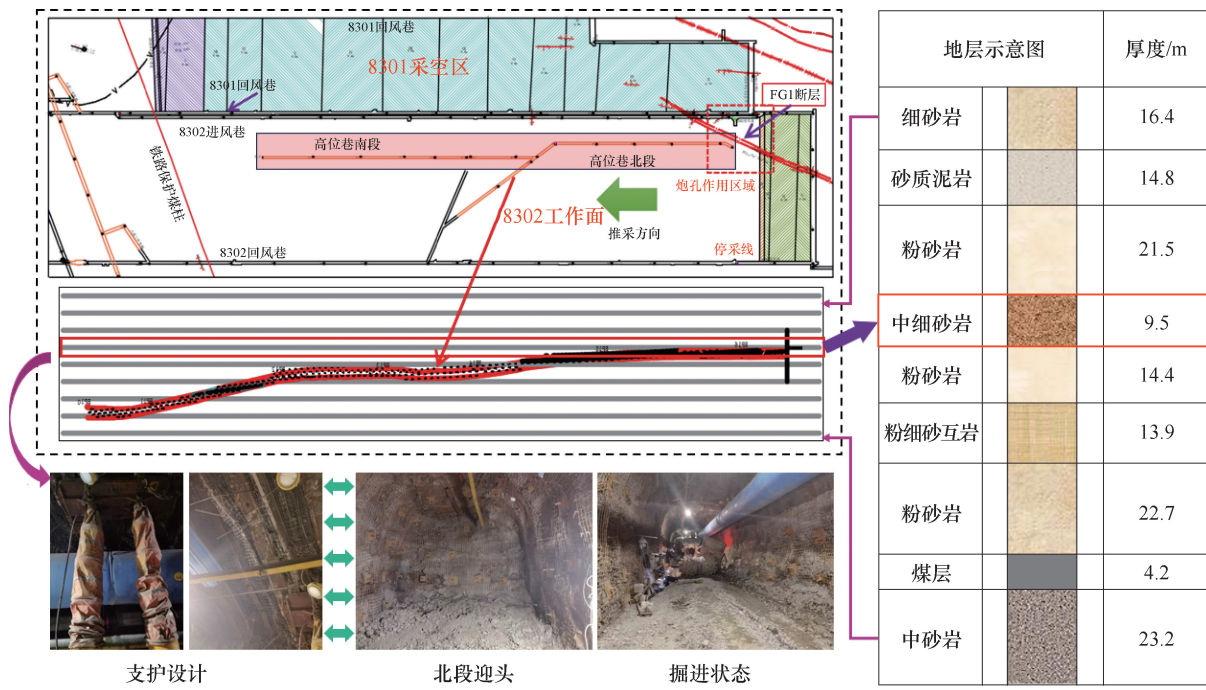 8301回风巷
8301采空区
8301回风巷
FG1断层
8302进风巷
高位巷南段
高位巷北段
铁路保护煤柱
炮孔作用区域
8302工作面
推采方向
8302回风巷
停采线
支护设计
北段迎头
掘进状态
地层示意图 厚度/m
细砂岩 16.4
砂质泥岩 14.8
粉砂岩 21.5
中细砂岩 9.5
粉砂岩 14.4
粉细砂互岩 13.9
粉砂岩 22.7
煤层 4.2
中砂岩 23.2